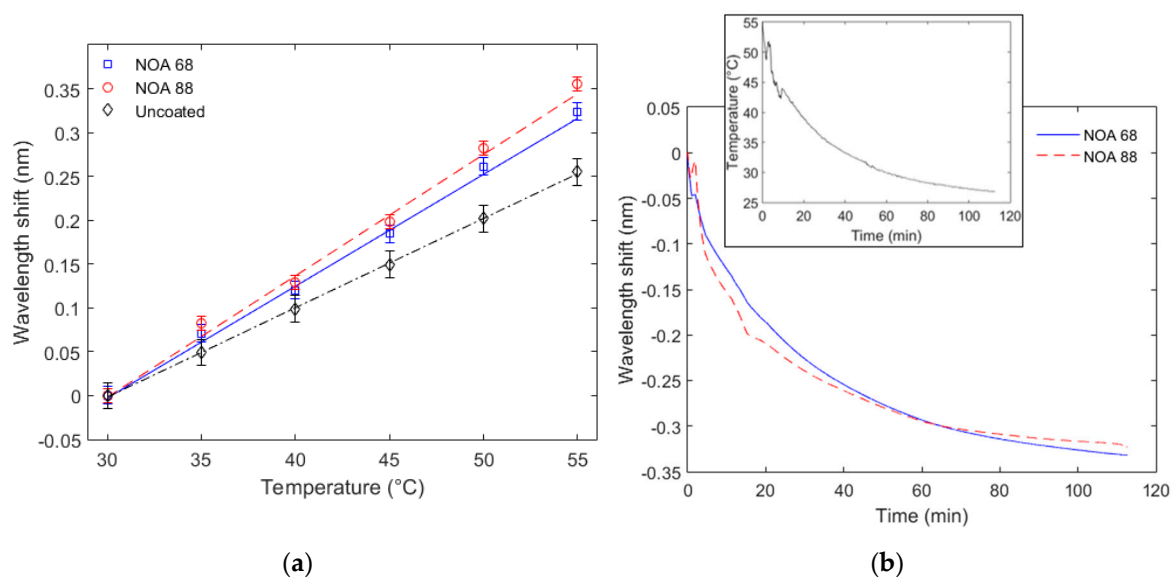 NOA 68
NOA 88
Uncoated
Wavelength shift (nm)
0.35
0.3
0.25
0.2
0.15
0.1
0.05
0
-0.05
30 35 40 45 50 55
Temperature (°C)
(a)
55
50
45
40
35
30
25
Temperature (°C)
0 20 40 60 80 100 120
Time (min)
NOA 68
NOA 88
Wavelength shift (nm)
0.05
0
-0.05
-0.1
-0.15
-0.2
-0.25
-0.3
-0.35
0 20 40 60 80 100 120
Time (min)
(b)